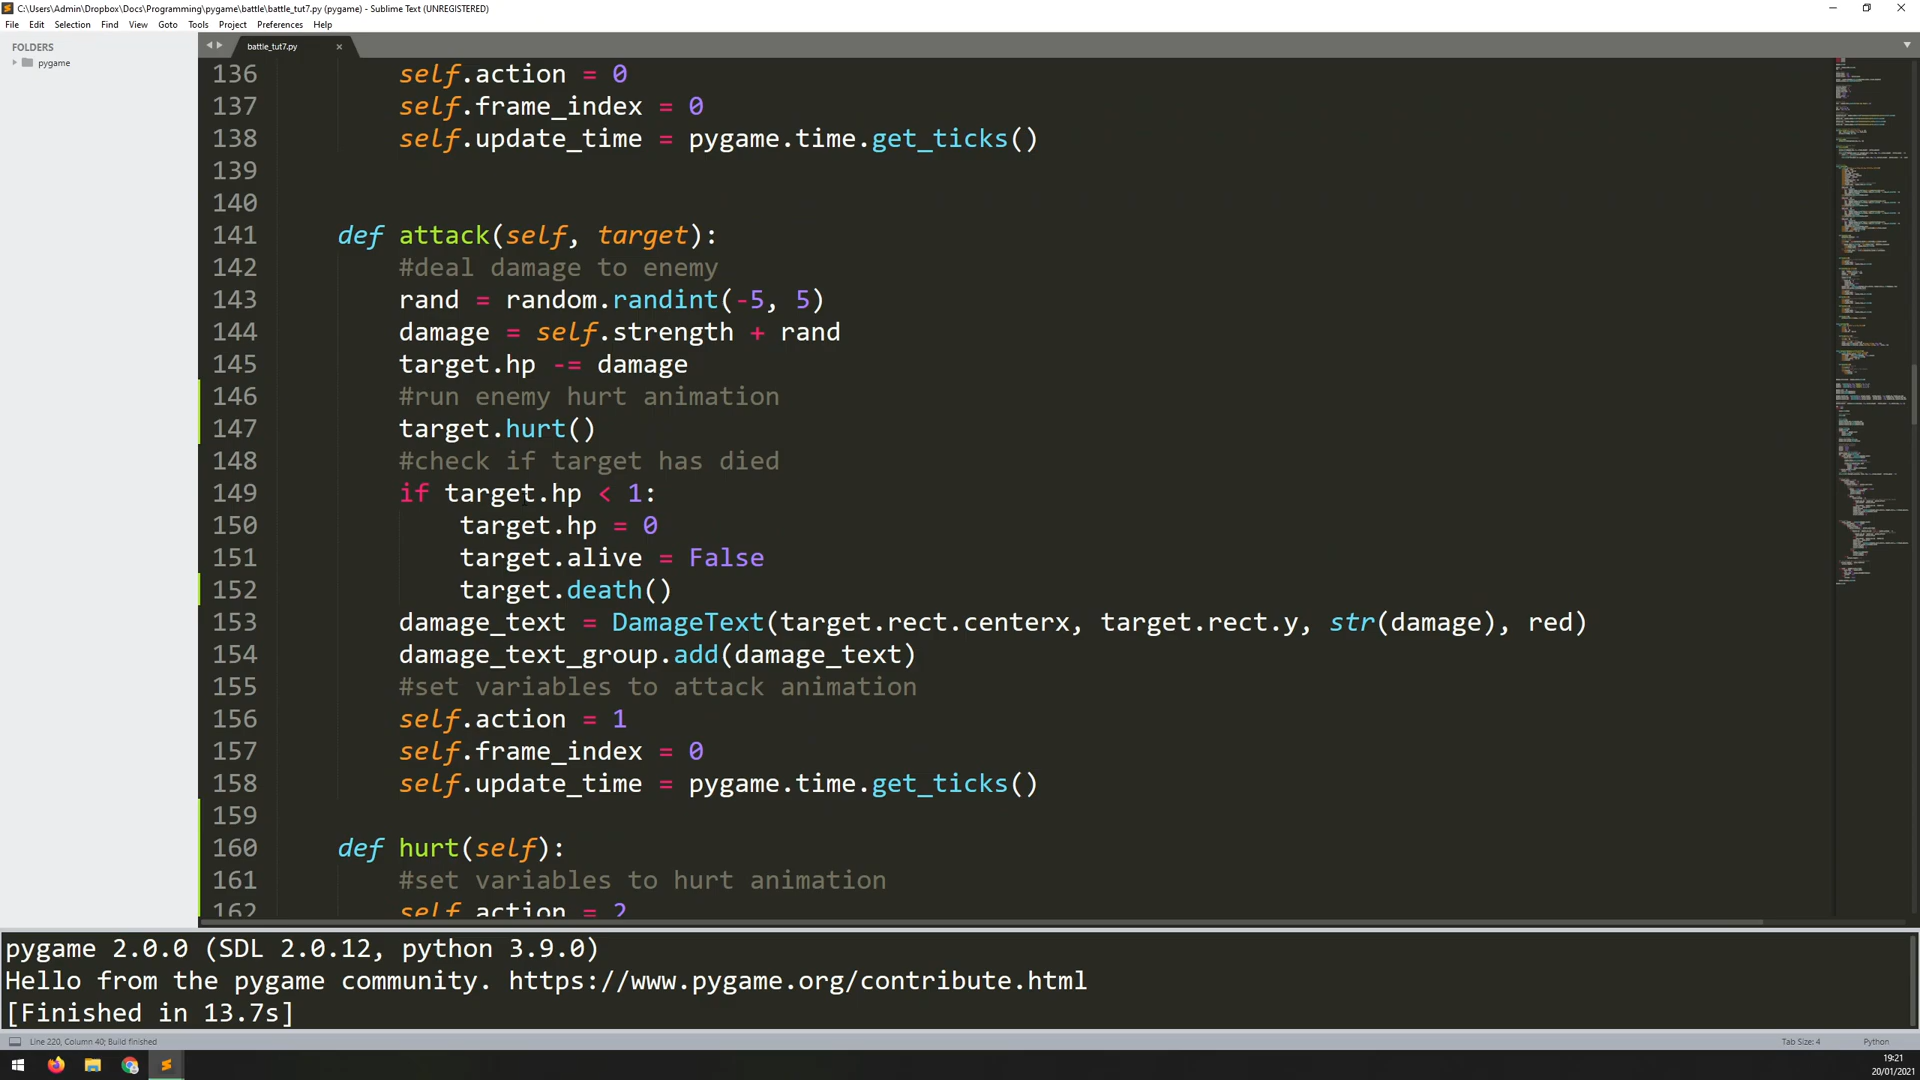 C:\Users\Admin\Dropbox\Docs\Programming\pygame\battle\battle_tut7.py (pygame) - Sublime Text (UNREGISTERED)
File Edit Selection Find View Goto Tools Project Preferences Help
FOLDERS
pygame
battle_tut7.py
136 self.action = 0
137 self.frame_index = 0
138 self.update_time = pygame.time.get_ticks()
139
140
141 def attack(self, target):
142 #deal damage to enemy
143 rand = random.randint(-5, 5)
144 damage = self.strength + rand
145 target.hp -= damage
146 #run enemy hurt animation
147 target.hurt()
148 #check if target has died
149 if target.hp < 1:
150 target.hp = 0
151 target.alive = False
152 target.death()
153 damage_text = DamageText(target.rect.centerx, target.rect.y, str(damage), red)
154 damage_text_group.add(damage_text)
155 #set variables to attack animation
156 self.action = 1
157 self.frame_index = 0
158 self.update_time = pygame.time.get_ticks()
159
160 def hurt(self):
161 #set variables to hurt animation
162 self.action = 2
pygame 2.0.0 (SDL 2.0.12, python 3.9.0)
Hello from the pygame community. https://www.pygame.org/contribute.html
[Finished in 13.7s]
Line 220, Column 40; Build finished
Tab Size: 4
Python
19:21
20/01/2021